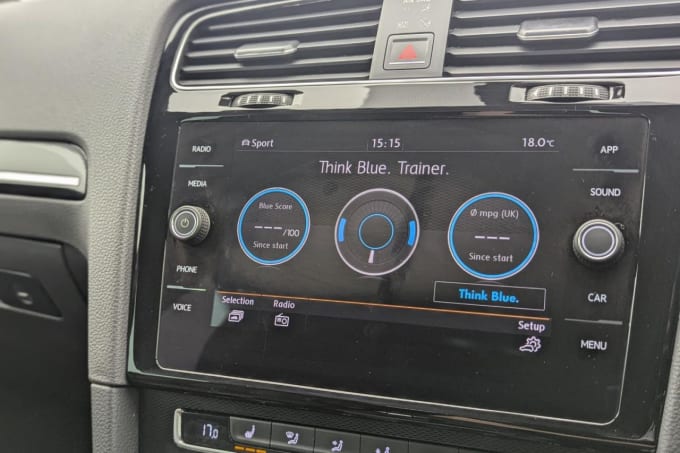 RADIO
MEDIA
PHONE
VOICE
Sport 15:15 18.0°C
Think Blue. Trainer.
Blue Score
---/100
Since start
Ø mpg (UK)
---
Since start
Think Blue.
Selection Radio
Setup
APP
SOUND
CAR
MENU
17.0